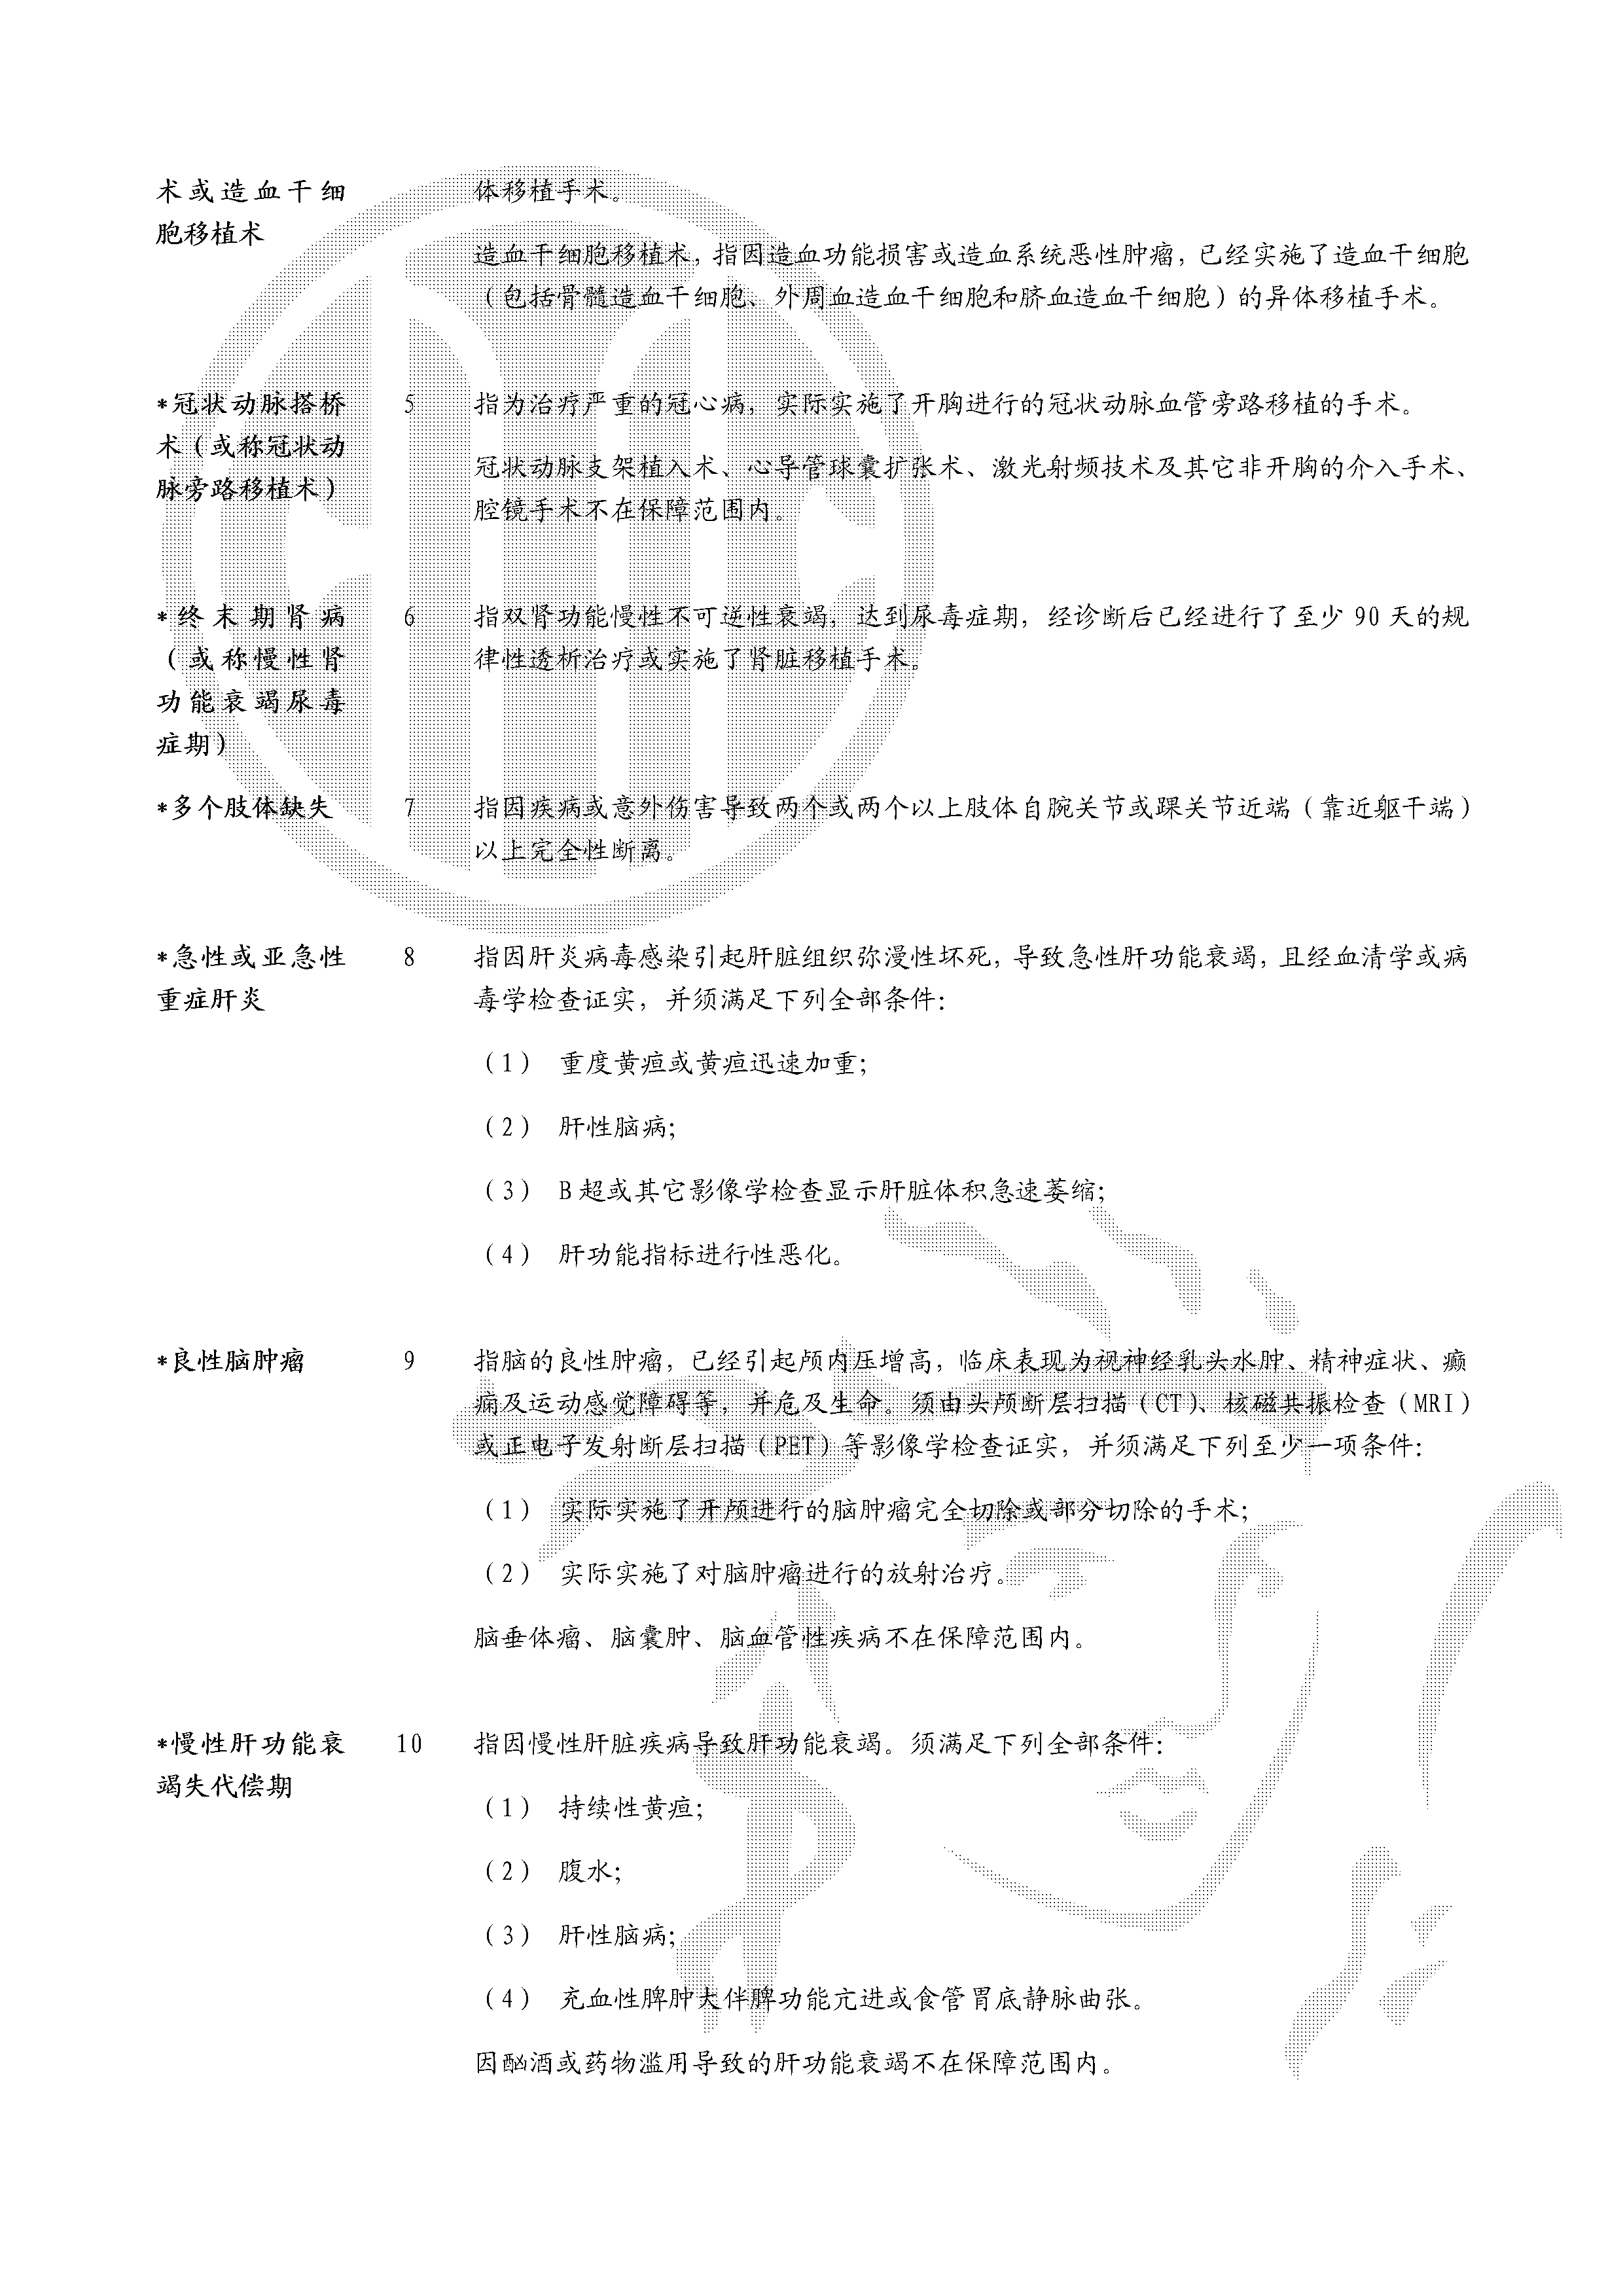 术或造血干细
胞移植术
体移植手术。
造血干细胞移植术，指因造血功能损害或造血系统恶性肿瘤，已经实施了造血干细胞
（包括骨髓造血干细胞、外周血造血干细胞和脐血造血干细胞）的异体移植手术。
*冠状动脉搭桥
术（或称冠状动
脉旁路移植术）
5
指为治疗严重的冠心病，实际实施了开胸进行的冠状动脉血管旁路移植的手术。
冠状动脉支架植入术、心导管球囊扩张术、激光射频技术及其它非开胸的介入手术、
腔镜手术不在保障范围内。
*终末期肾病
（或称慢性肾
功能衰竭尿毒
症期）
6
指双肾功能慢性不可逆性衰竭，达到尿毒症期，经诊断后已经进行了至少 90 天的规
律性透析治疗或实施了肾脏移植手术。
*多个肢体缺失
7
指因疾病或意外伤害导致两个或两个以上肢体自腕关节或踝关节近端（靠近躯干端）
以上完全性断离。
*急性或亚急性
重症肝炎
8
指因肝炎病毒感染引起肝脏组织弥漫性坏死，导致急性肝功能衰竭，且经血清学或病
毒学检查证实，并须满足下列全部条件：
（1） 重度黄疸或黄疸迅速加重；
（2） 肝性脑病；
（3） B 超或其它影像学检查显示肝脏体积急速萎缩；
（4） 肝功能指标进行性恶化。
*良性脑肿瘤
9
指脑的良性肿瘤，已经引起颅内压增高，临床表现为视神经乳头水肿、精神症状、癫
痫及运动感觉障碍等，并危及生命。须由头颅断层扫描（CT）、核磁共振检查（MRI）
或正电子发射断层扫描（PET）等影像学检查证实，并须满足下列至少一项条件：
（1） 实际实施了开颅进行的脑肿瘤完全切除或部分切除的手术；
（2） 实际实施了对脑肿瘤进行的放射治疗。
脑垂体瘤、脑囊肿、脑血管性疾病不在保障范围内。
*慢性肝功能衰
竭失代偿期
10
指因慢性肝脏疾病导致肝功能衰竭。须满足下列全部条件：
（1） 持续性黄疸；
（2） 腹水；
（3） 肝性脑病；
（4） 充血性脾肿大伴脾功能亢进或食管胃底静脉曲张。
因酗酒或药物滥用导致的肝功能衰竭不在保障范围内。